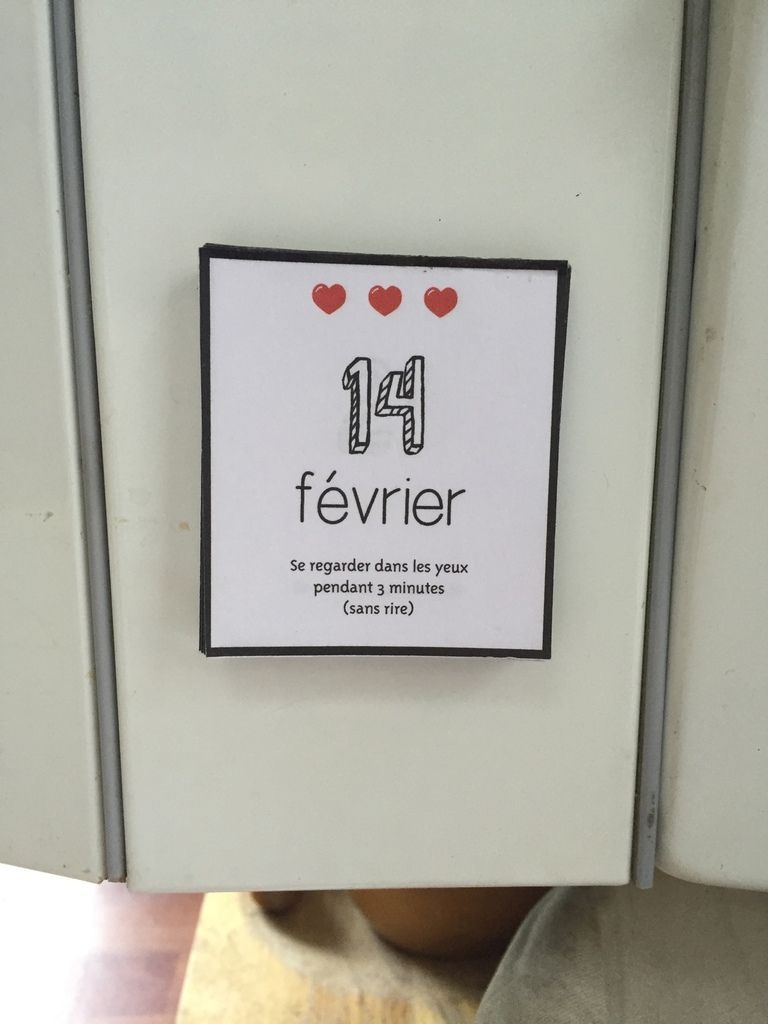 14
février
Se regarder dans les yeux
pendant 3 minutes
(sans rire)